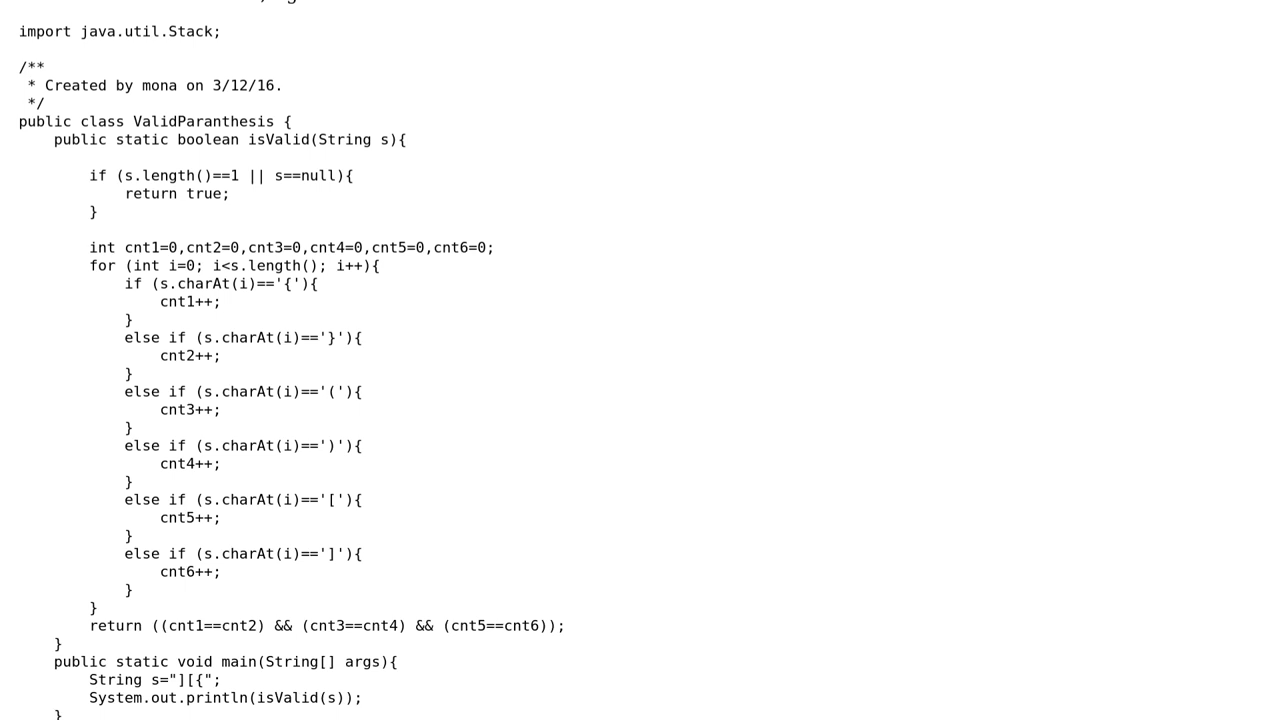 import java.util.Stack;

/**
 * Created by mona on 3/12/16.
 */
public class ValidParanthesis {
    public static boolean isValid(String s){

        if (s.length()==1 || s==null){
            return true;
        }

        int cnt1=0,cnt2=0,cnt3=0,cnt4=0,cnt5=0,cnt6=0;
        for (int i=0; i<s.length(); i++){
            if (s.charAt(i)=='{'){
                cnt1++;
            }
            else if (s.charAt(i)=='}'){
                cnt2++;
            }
            else if (s.charAt(i)=='('){
                cnt3++;
            }
            else if (s.charAt(i)==')'){
                cnt4++;
            }
            else if (s.charAt(i)=='['){
                cnt5++;
            }
            else if (s.charAt(i)==']'){
                cnt6++;
            }
        }
        return ((cnt1==cnt2) && (cnt3==cnt4) && (cnt5==cnt6));
    }
    public static void main(String[] args){
        String s="][{";
        System.out.println(isValid(s));
    }